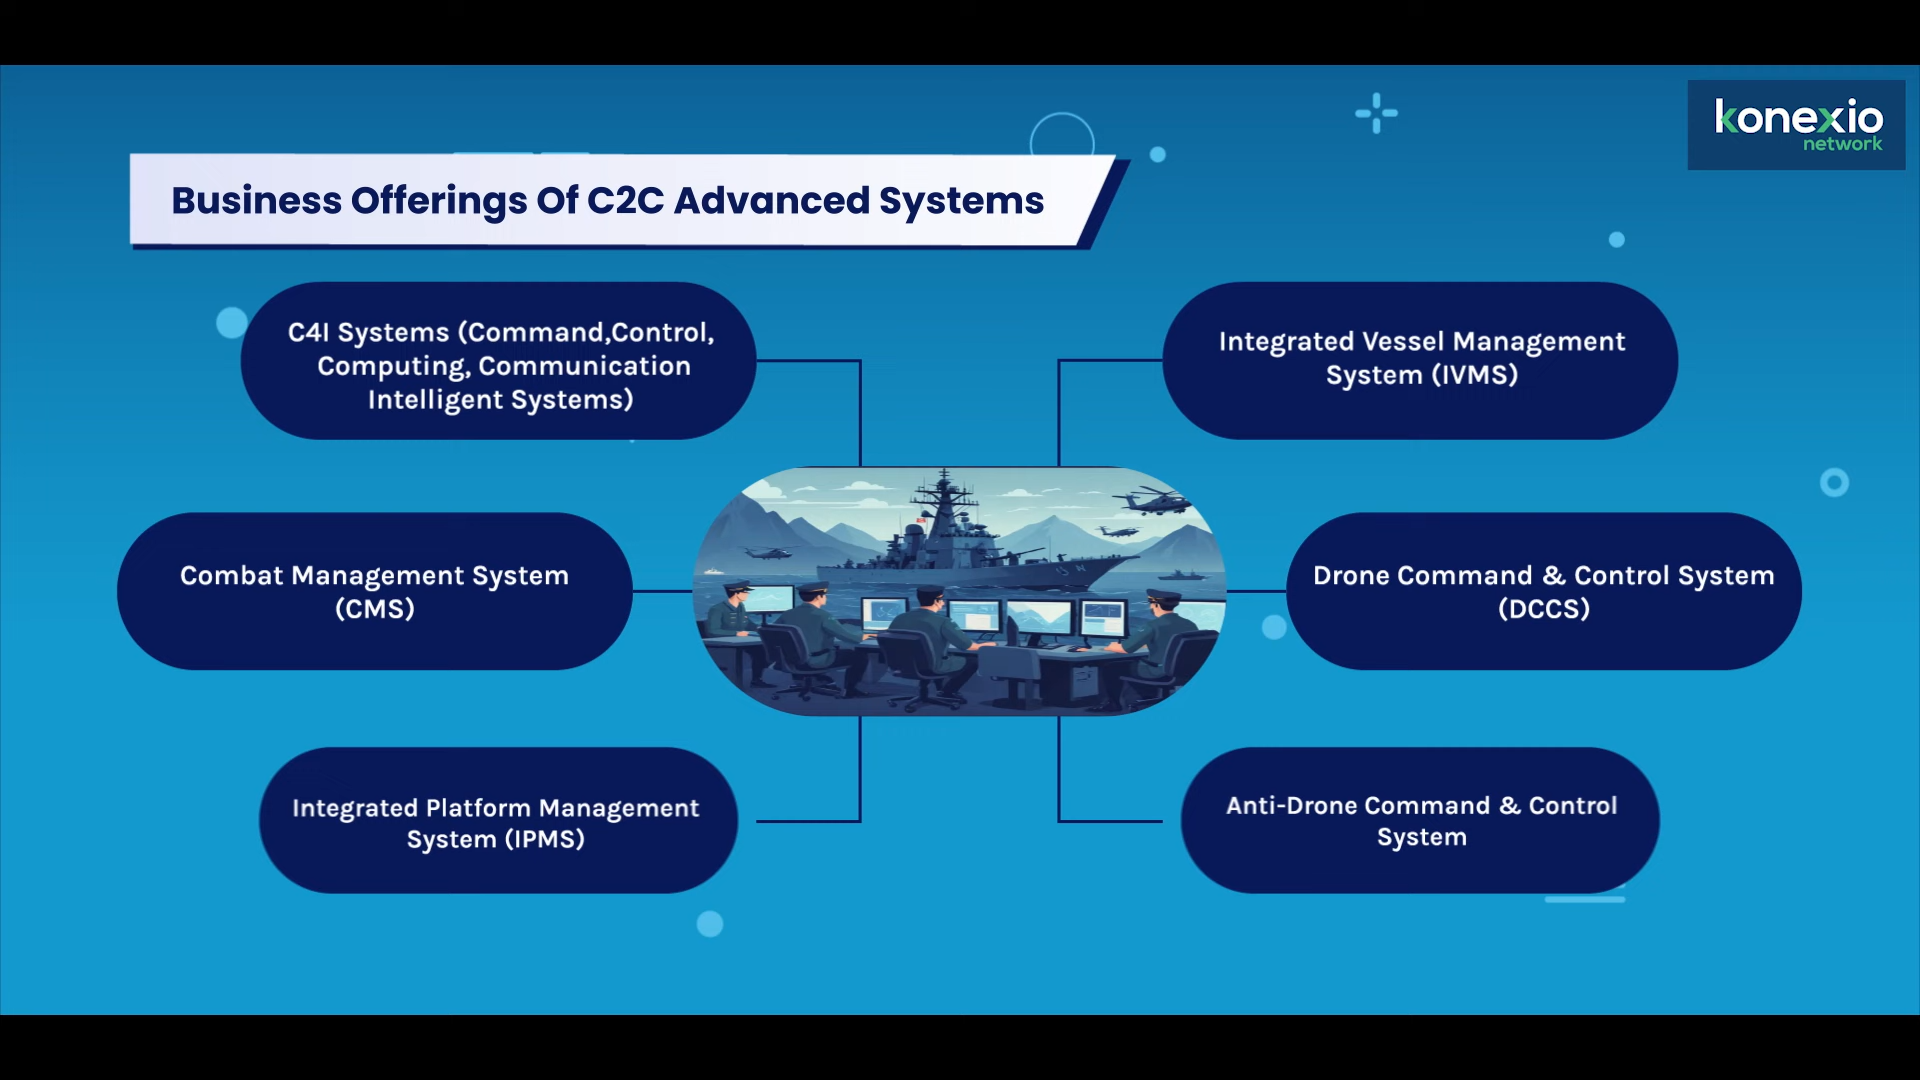 konexio
network
Business Offerings Of C2C Advanced Systems
C4I Systems (Command,Control,
Computing, Communication
Intelligent Systems)
Integrated Vessel Management
System (IVMS)
Combat Management System
(CMS)
Drone Command & Control System
(DCCS)
Integrated Platform Management
System (IPMS)
Anti-Drone Command & Control
System